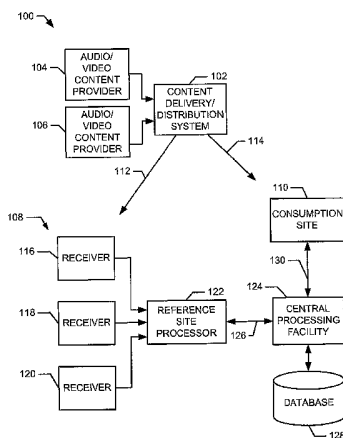 100
104
AUDIO/
VIDEO
CONTENT
PROVIDER
106
AUDIO/
VIDEO
CONTENT
PROVIDER
102
CONTENT
DELIVERY/
DISTRIBUTION
SYSTEM
112
114
110
CONSUMPTION
SITE
130
108
116
RECEIVER
118
RECEIVER
120
RECEIVER
122
REFERENCE
SITE
PROCESSOR
126
124
CENTRAL
PROCESSING
FACILITY
DATABASE
128